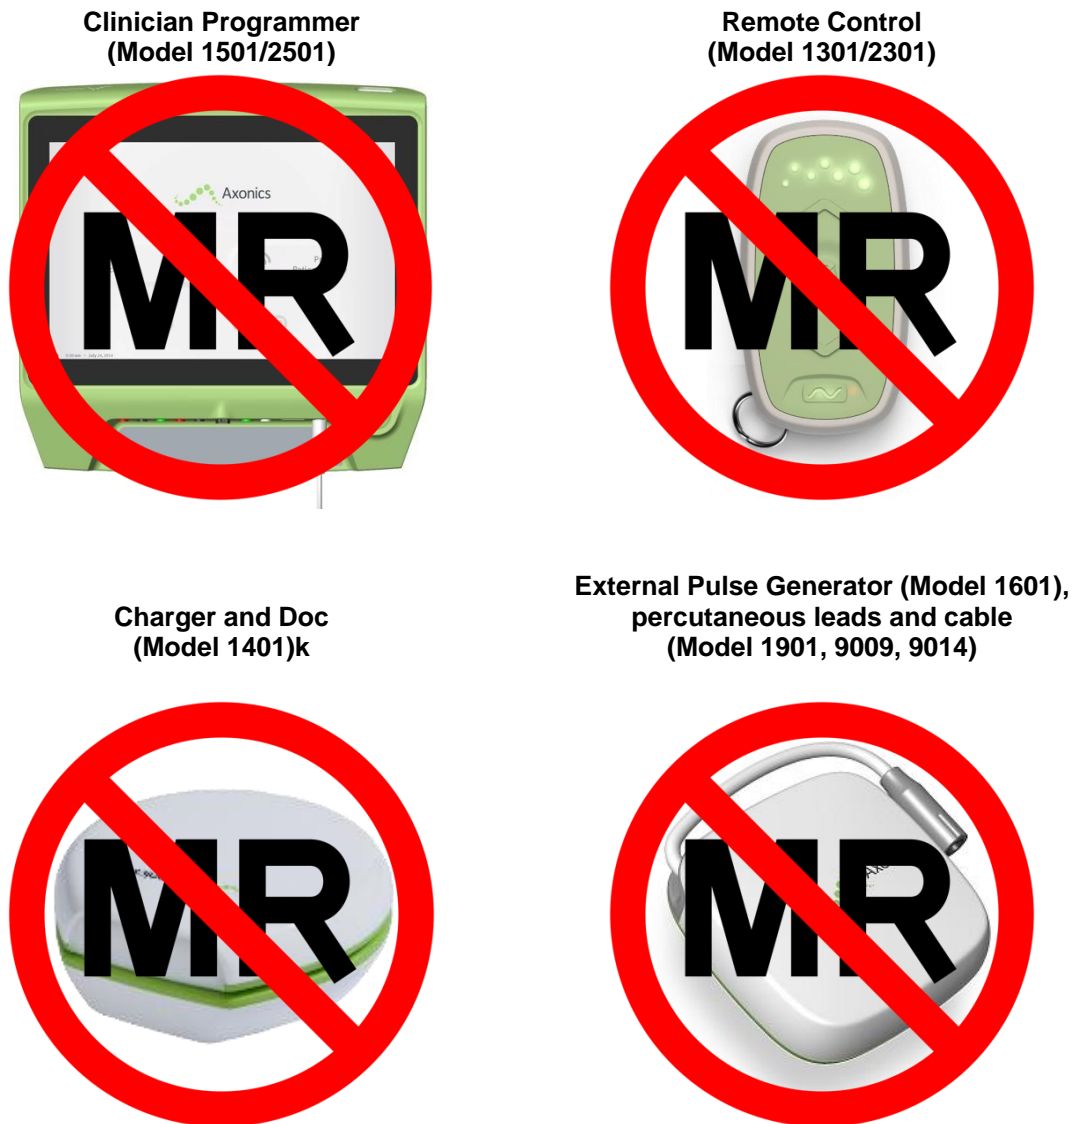 Clinician Programmer
(Model 1501/2501)
Remote Control
(Model 1301/2301)
Axonics
MR
MR
Charger and Doc
(Model 1401)k
External Pulse Generator (Model 1601),
percutaneous leads and cable
(Model 1901, 9009, 9014)
MR
MR